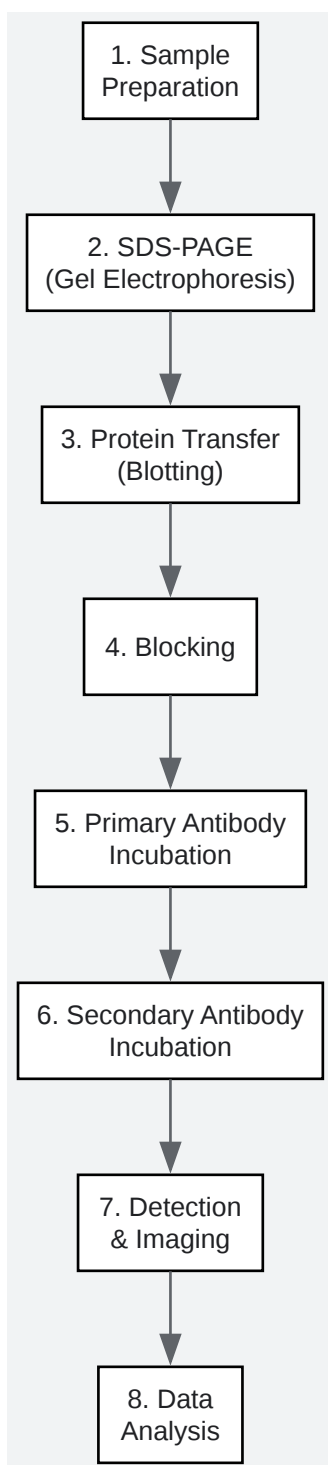 1. Sample
Preparation
2. SDS-PAGE
(Gel Electrophoresis)
3. Protein Transfer
(Blotting)
4. Blocking
5. Primary Antibody
Incubation
6. Secondary Antibody
Incubation
7. Detection
& Imaging
8. Data
Analysis